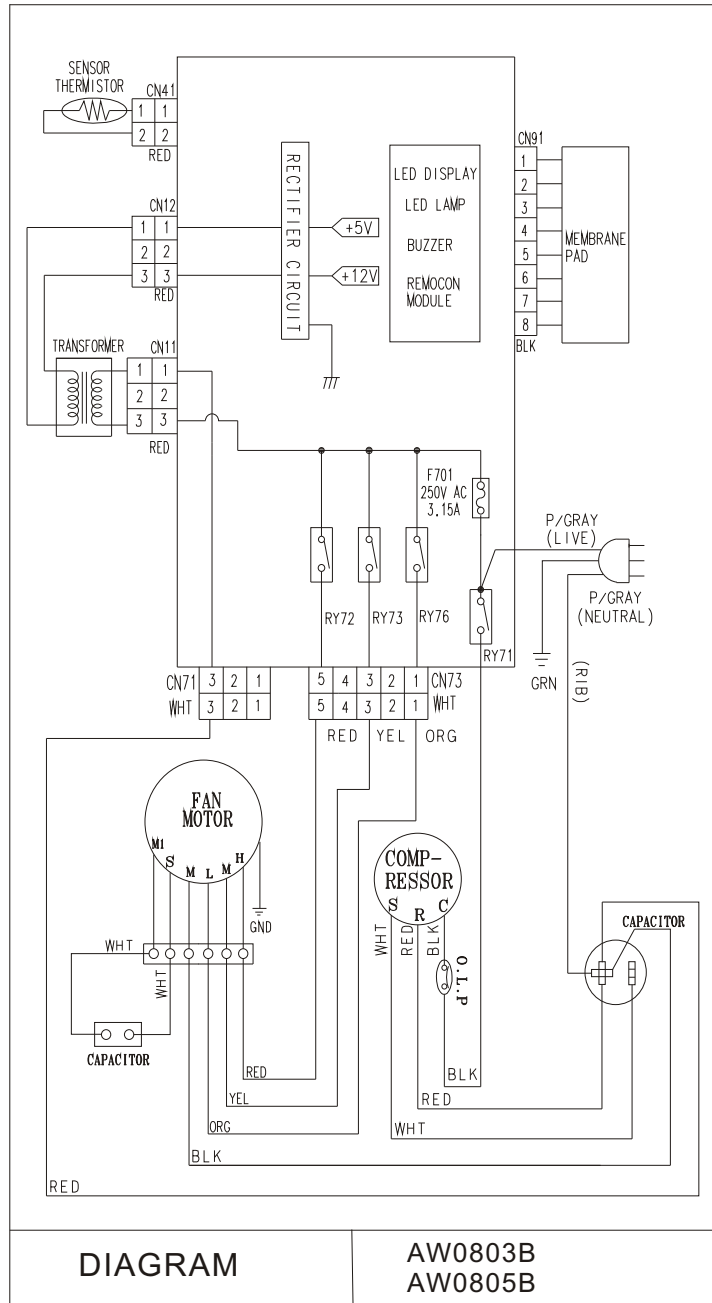 SENSOR
THERMISTOR
CN41
1 1
2 2
RED
CN12
1 1
2 2
3 3
RED
TRANSFORMER
CN11
1 1
2 2
3 3
RED
RECTIFIER CIRCUIT
+5V
+12V
LED DISPLAY
LED LAMP
BUZZER
REMOCON
MODULE
CN91
1
2
3
4
5
6
7
8
BLK
MEMBRANE
PAD
F701
250V AC
3.15A
RY72
RY73
RY76
RY71
P/GRAY
(LIVE)
P/GRAY
(NEUTRAL)
GRN
(RIB)
CN71 3 2 1
WHT 3 2 1
5 4 3 2 1 CN73
5 4 3 2 1 WHT
RED YEL ORG
FAN
MOTOR
M1 S M L M H
GND
WHT
WHT
CAPACITOR
COMP-
RESSOR
S R C
WHT
RED
BLK
O.L.P
CAPACITOR
RED
YEL
ORG
BLK
BLK
RED
WHT
RED
DIAGRAM
AW0803B
AW0805B